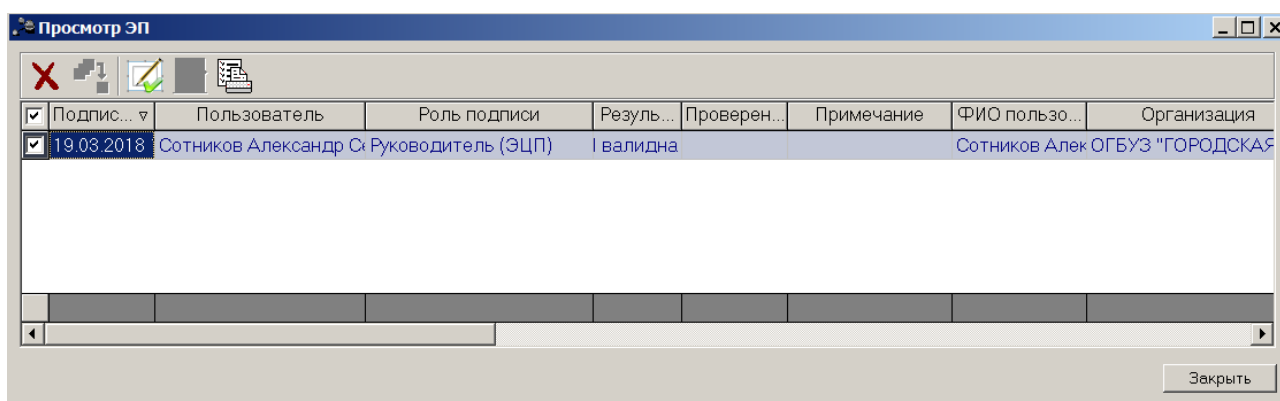 Просмотр ЭП
Подпис... Пользователь Роль подписи Резуль... Проверен... Примечание ФИО пользо... Организация
19.03.2018 Сотников Александр Се Руководитель (ЭЦП) І валидна Сотников Алек ОГБУЗ "ГОРОДСКАЯ
Закрыть